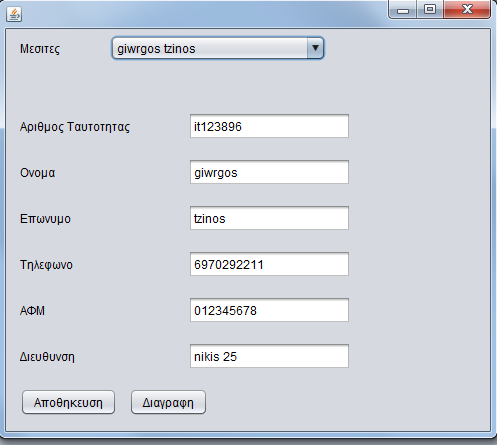 Μεσιτες giwrgos tzinos
Αριθμος Ταυτοτητας it123896
Ονομα giwrgos
Επωνυμο tzinos
Τηλεφωνο 6970292211
ΑΦΜ 012345678
Διευθυνση nikis 25
Αποθηκευση Διαγραφη